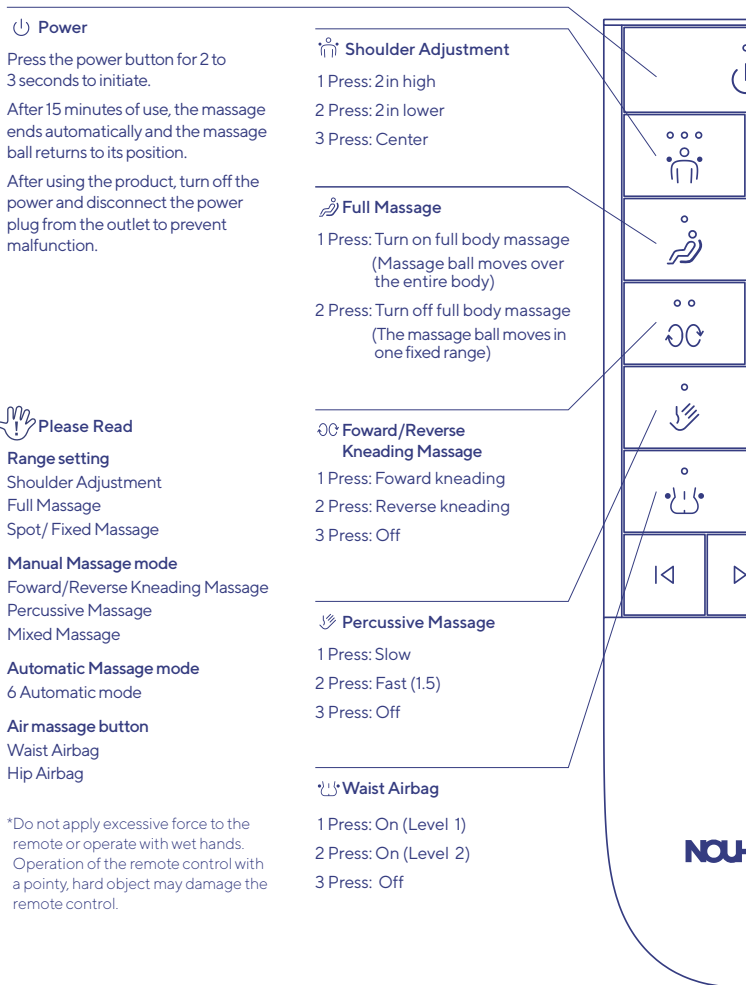 Power
Press the power button for 2 to
3 seconds to initiate.
After 15 minutes of use, the massage
ends automatically and the massage
ball returns to its position.
After using the product, turn off the
power and disconnect the power
plug from the outlet to prevent
malfunction.
Please Read
Range setting
Shoulder Adjustment
Full Massage
Spot/ Fixed Massage
Manual Massage mode
Foward/Reverse Kneading Massage
Percussive Massage
Mixed Massage
Automatic Massage mode
6 Automatic mode
Air massage button
Waist Airbag
Hip Airbag
*Do not apply excessive force to the
remote or operate with wet hands.
Operation of the remote control with
a pointy, hard object may damage the
remote control.
Shoulder Adjustment
1 Press: 2 in high
2 Press: 2 in lower
3 Press: Center
Full Massage
1 Press: Turn on full body massage
(Massage ball moves over
the entire body)
2 Press: Turn off full body massage
(The massage ball moves in
one fixed range)
Foward/Reverse
Kneading Massage
1 Press: Foward kneading
2 Press: Reverse kneading
3 Press: Off
Percussive Massage
1 Press: Slow
2 Press: Fast (1.5)
3 Press: Off
Waist Airbag
1 Press: On (Level 1)
2 Press: On (Level 2)
3 Press: Off